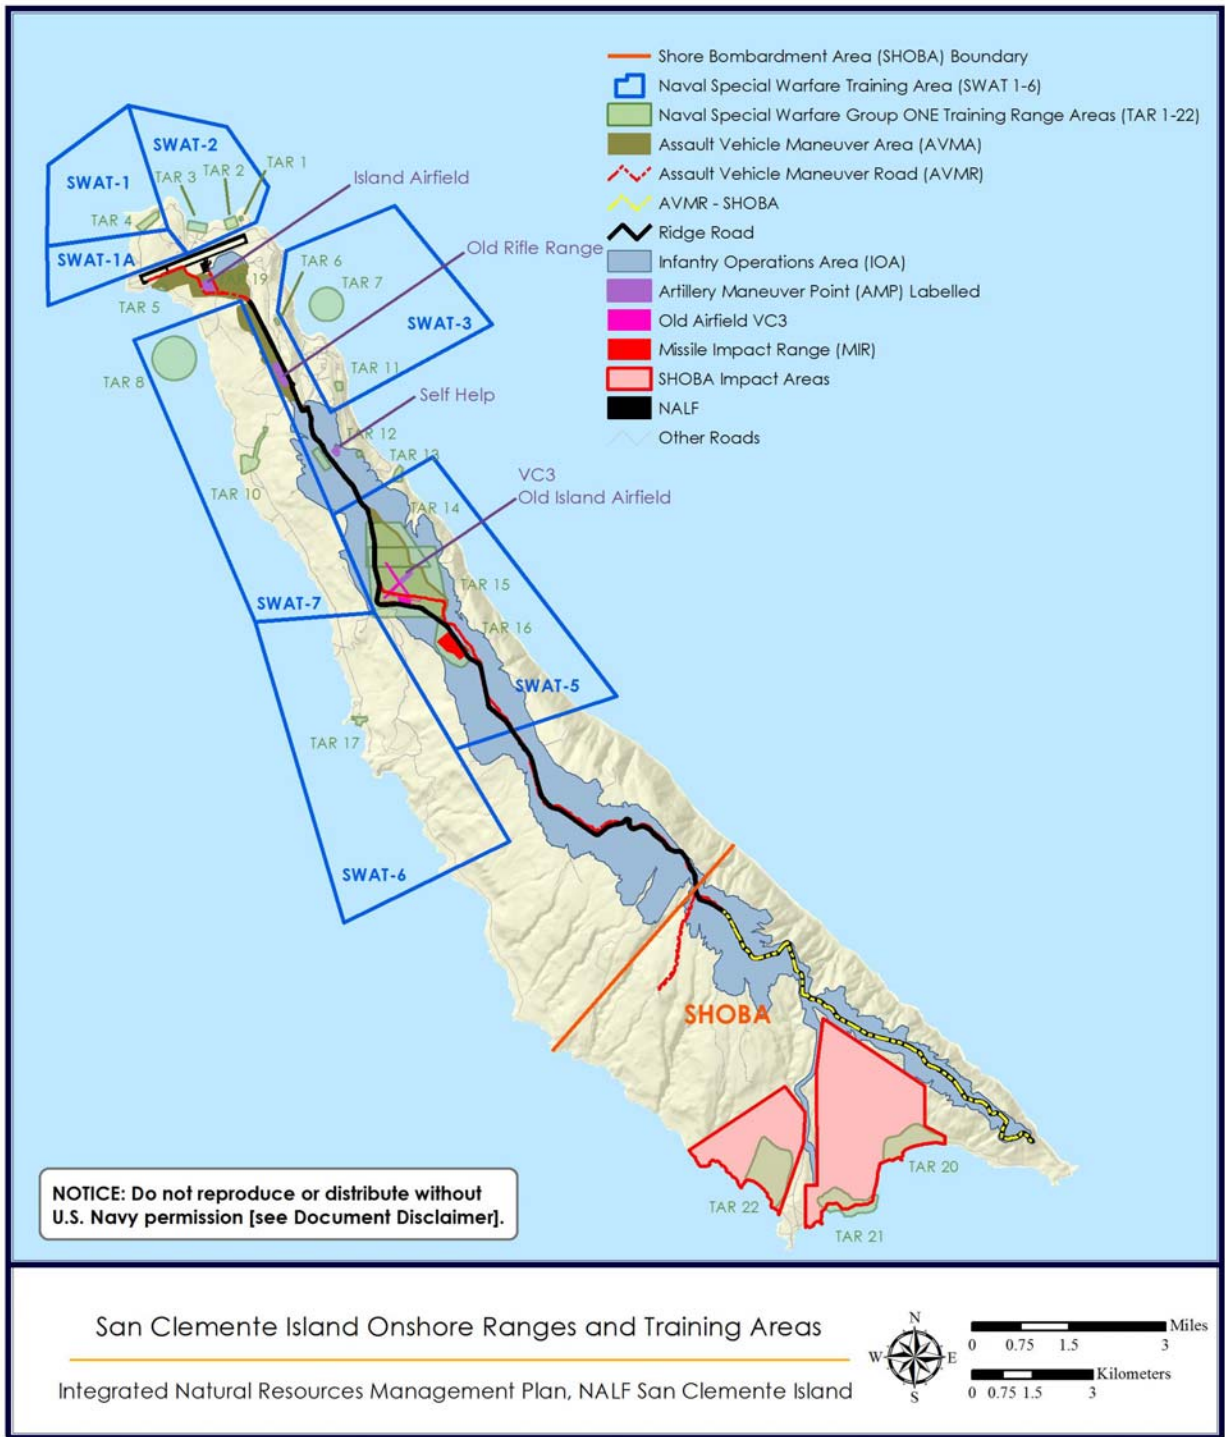 Shore Bombardment Area (SHOBA) Boundary
Naval Special Warfare Training Area (SWAT 1-6)
Naval Special Warfare Group ONE Training Range Areas (TAR 1-22)
Assault Vehicle Maneuver Area (AVMA)
Assault Vehicle Maneuver Road (AVMR)
AVMR - SHOBA
Ridge Road
Infantry Operations Area (IOA)
Artillery Maneuver Point (AMP) Labelled
Old Airfield VC3
Missile Impact Range (MIR)
SHOBA Impact Areas
NALF
Other Roads
SWAT-2
TAR 1
TAR 2
TAR 3
SWAT-1
Island Airfield
TAR 4
Old Rifle Range
SWAT-1A
TAR 6
19
TAR 7
TAR 5
SWAT-3
TAR 11
TAR 8
Self Help
TAR 12
TAR 13
VC3
Old Island Airfield
TAR 10
TAR 14
TAR 15
SWAT-7
TAR 16
SWAT-5
TAR 17
SWAT-6
SHOBA
TAR 20
TAR 22
TAR 21
NOTICE: Do not reproduce or distribute without
U.S. Navy permission [see Document Disclaimer].
San Clemente Island Onshore Ranges and Training Areas
Integrated Natural Resources Management Plan, NALF San Clemente Island
N
W E
S
Miles
0 0.75 1.5 3
Kilometers
0 0.75 1.5 3